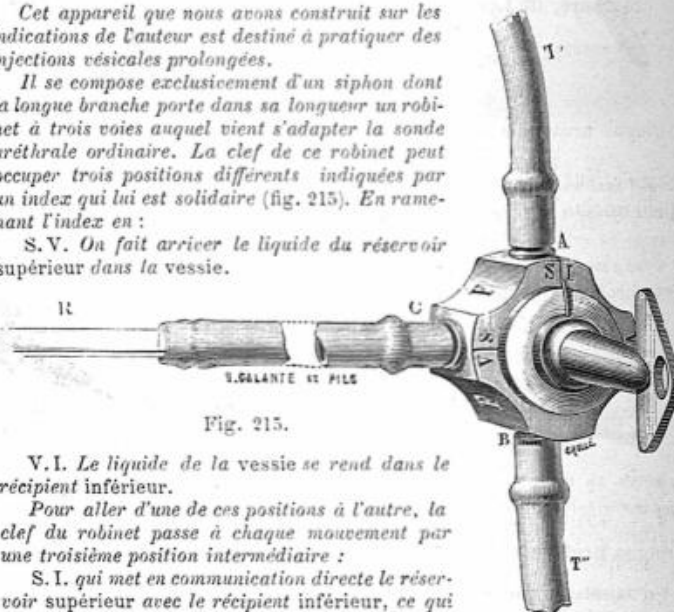 Cet appareil que nous avons construit sur les
ndications de l'auteur est destiné à pratiquer des
njections vésicales prolongées.
Il se compose exclusivement d'un siphon dont
a longue branche porte dans sa longueur un robi-
net à trois voies auquel vient s'adapter la sonde
uréthrale ordinaire. La clef de ce robinet peut
occuper trois positions différents indiquées par
un index qui lui est solidaire (fig. 215). En rame-
nant l'index en :
S.V. On fait arriver le liquide du réservoir
supérieur dans la vessie.
T'
A
S I
R
C
V S
G.GALANTE et FILS
B
Fig. 215.
V.I. Le liquide de la vessie se rend dans le
récipient inférieur.
Pour aller d'une de ces positions à l'autre, la
clef du robinet passe à chaque mouvement par
une troisième position intermédiaire :
S.I. qui met en communication directe le réser-
voir supérieur avec le récipient inférieur, ce qui
T"